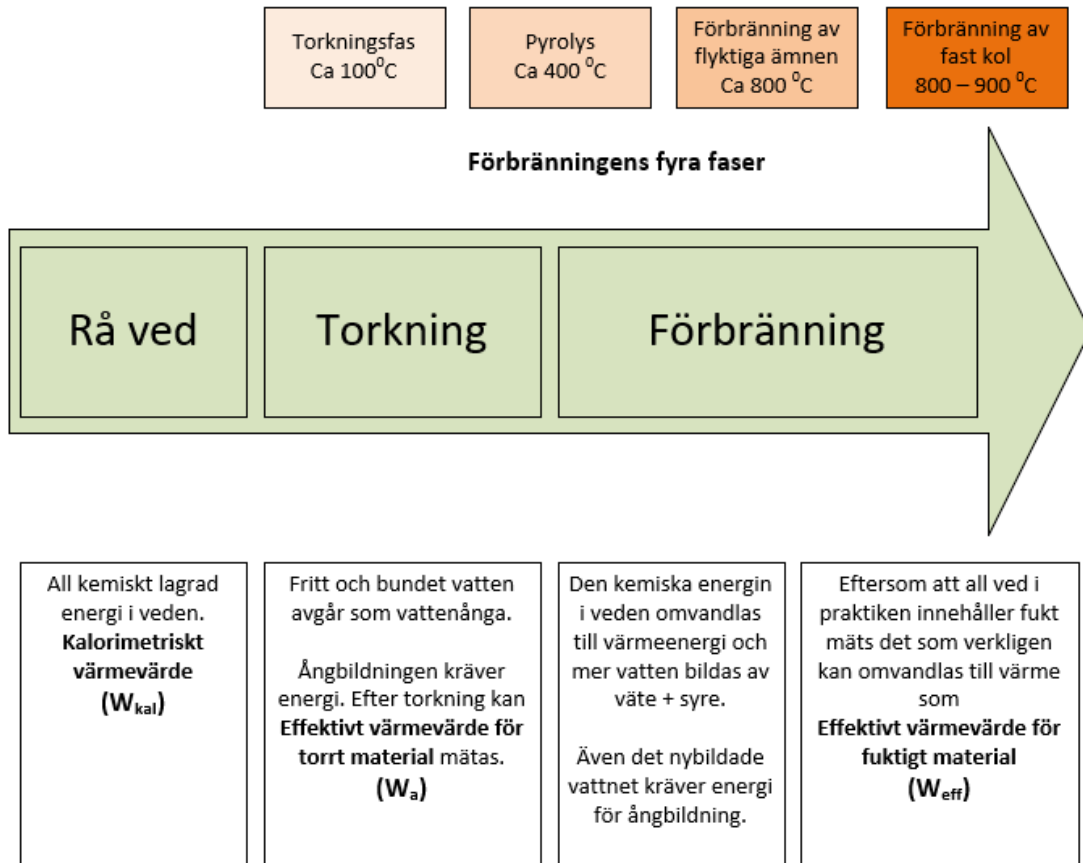 Torkningsfas
Ca 100⁰C
Pyrolys
Ca 400 ⁰C
Förbränning av
flyktiga ämnen
Ca 800 ⁰C
Förbränning av
fast kol
800 – 900 ⁰C
Förbränningens fyra faser
Rå ved
Torkning
Förbränning
All kemiskt lagrad
energi i veden.
Kalorimetriskt
värmevärde
(Wkal)
Fritt och bundet vatten
avgår som vattenånga.
Ångbildningen kräver
energi. Efter torkning kan
Effektivt värmevärde för
torrt material mätas.
(Wa)
Den kemiska energin
i veden omvandlas
till värmeenergi och
mer vatten bildas av
väte + syre.
Även det nybildade
vattnet kräver energi
för ångbildning.
Eftersom att all ved i
praktiken innehåller fukt
mäts det som verkligen
kan omvandlas till värme
som
Effektivt värmevärde för
fuktigt material
(Weff)